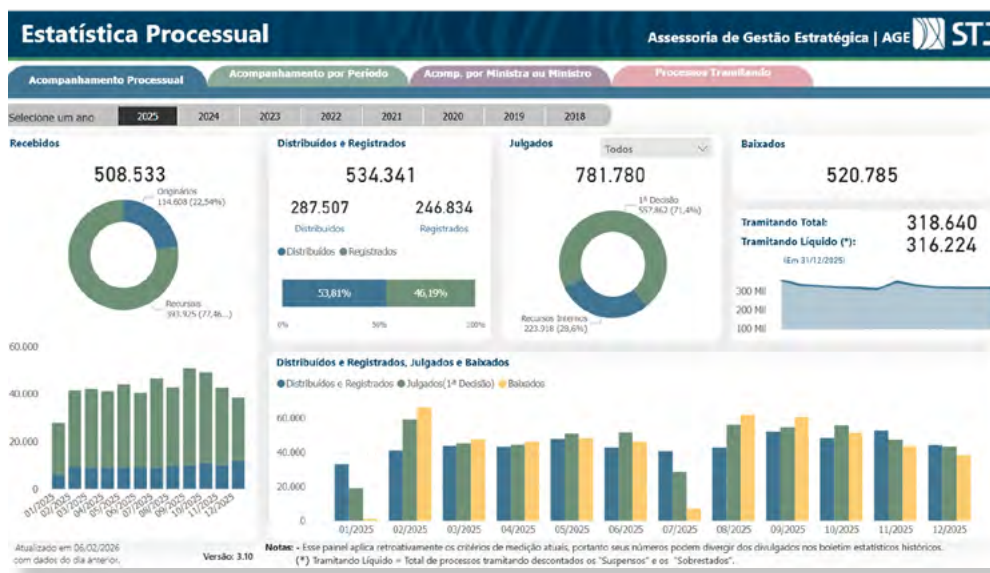 Estatística Processual
Assessoria de Gestão Estratégica | AGE
STJ
Acompanhamento Processual
Acompanhamento por Período
Acomp. por Ministra ou Ministro
Processos Tramitando
Selecione um ano
2025
2024
2023
2022
2021
2020
2019
2018
Recebidos
508.533
Originários
114.608 (22,54%)
Recursais
393.925 (77,46...)
60.000
40.000
20.000
0
01/2025
02/2025
03/2025
04/2025
05/2025
06/2025
07/2025
08/2025
09/2025
10/2025
11/2025
12/2025
Distribuídos e Registrados
534.341
287.507
246.834
Distribuídos
Registrados
Distribuídos
Registrados
53,81%
46,19%
0%
50%
100%
Julgados
Todos
781.780
1ª Decisão
557.862 (71,4%)
Recursos Internos
223.918 (28,6%)
Baixados
520.785
Tramitando Total:
318.640
Tramitando Líquido (*):
316.224
(Em 31/12/2025)
300 Mil
200 Mil
100 Mil
Distribuídos e Registrados, Julgados e Baixados
Distribuídos e Registrados
Julgados(1ª Decisão)
Baixados
60.000
40.000
20.000
0
01/2025
02/2025
03/2025
04/2025
05/2025
06/2025
07/2025
08/2025
09/2025
10/2025
11/2025
12/2025
Atualizado em 06/02/2026
com dados do dia anterior.
Versão: 3.10
Notas: - Esse painel aplica retroativamente os critérios de medição atuais, portanto seus números podem divergir dos divulgados nos boletim estatísticos históricos.
(*) Tramitando Líquido = Total de processos tramitando descontados os "Suspensos" e os "Sobrestados".